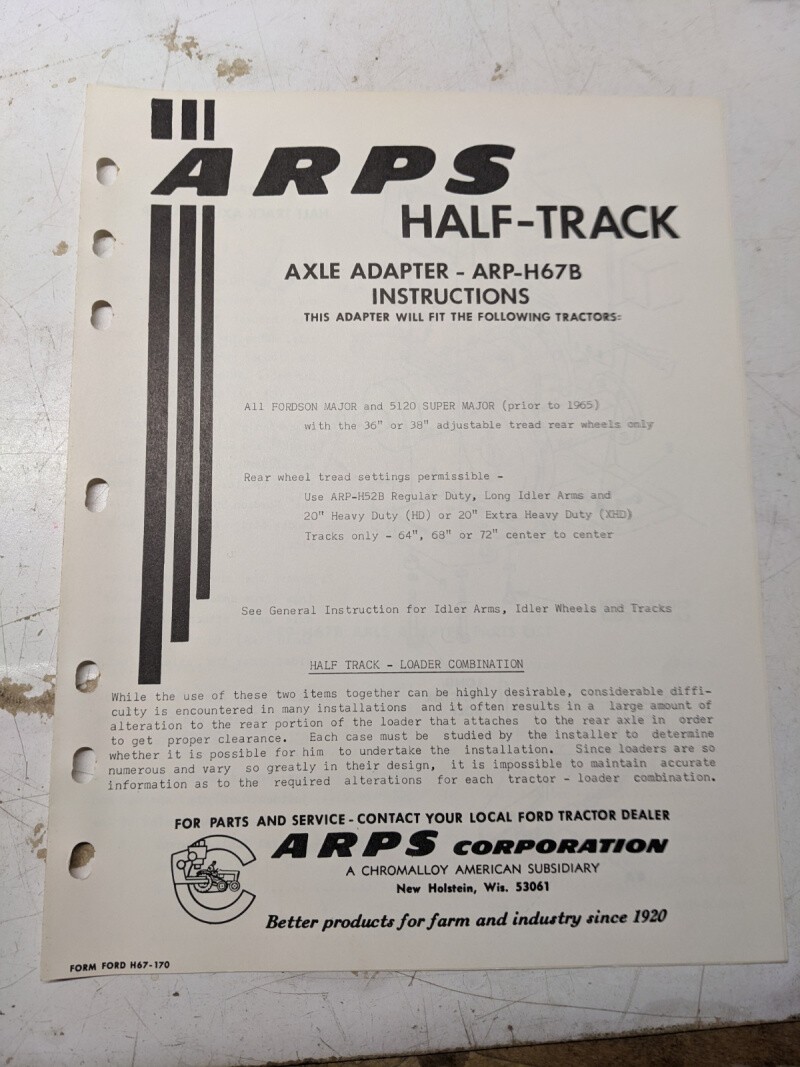 ARPS
HALF-TRACK
AXLE ADAPTER - ARP-H67B
INSTRUCTIONS
THIS ADAPTER WILL FIT THE FOLLOWING TRACTORS:
All FORDSON MAJOR and 5120 SUPER MAJOR (prior to 1965)
with the 36" or 38" adjustable tread rear wheels only
Rear wheel tread settings permissible -
Use ARP-H52B Regular Duty, Long Idler Arms and
20" Heavy Duty (HD) or 20" Extra Heavy Duty (XHD)
Tracks only - 64", 68" or 72" center to center
See General Instruction for Idler Arms, Idler Wheels and Tracks
HALF TRACK - LOADER COMBINATION
While the use of these two items together can be highly desirable, considerable diffi-
culty is encountered in many installations and it often results in a large amount of
alteration to the rear portion of the loader that attaches to the rear axle in order
to get proper clearance. Each case must be studied by the installer to determine
whether it is possible for him to undertake the installation. Since loaders are so
numerous and vary so greatly in their design, it is impossible to maintain accurate
information as to the required alterations for each tractor - loader combination.
FOR PARTS AND SERVICE - CONTACT YOUR LOCAL FORD TRACTOR DEALER
ARPS CORPORATION
A CHROMALLOY AMERICAN SUBSIDIARY
New Holstein, Wis. 53061
Better products for farm and industry since 1920
FORM FORD H67-170